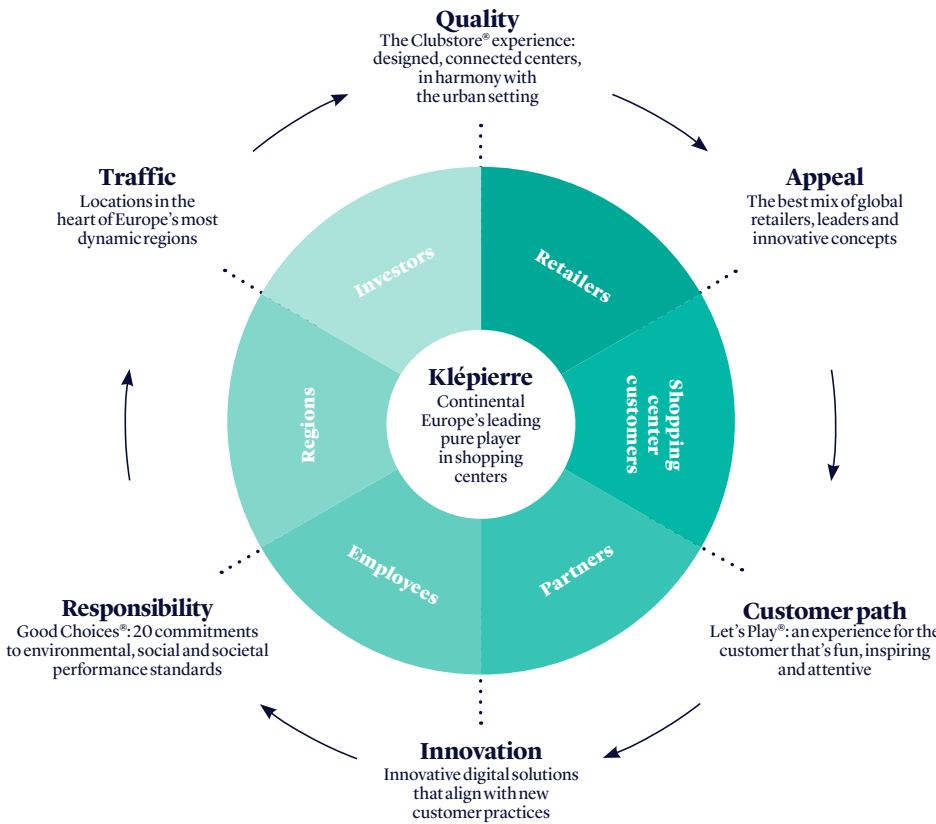 Quality
The Clubstore® experience:
designed, connected centers,
in harmony with
the urban setting
Appeal
The best mix of global
retailers, leaders and
innovative concepts
Customer path
Let's Play®: an experience for the
customer that's fun, inspiring
and attentive
Innovation
Innovative digital solutions
that align with new
customer practices
Responsibility
Good Choices®: 20 commitments
to environmental, social and societal
performance standards
Traffic
Locations in the
heart of Europe's most
dynamic regions
Investors
Retailers
Shopping
center
customers
Partners
Employees
Regions
Klépierre
Continental
Europe's leading
pure player
in shopping
centers